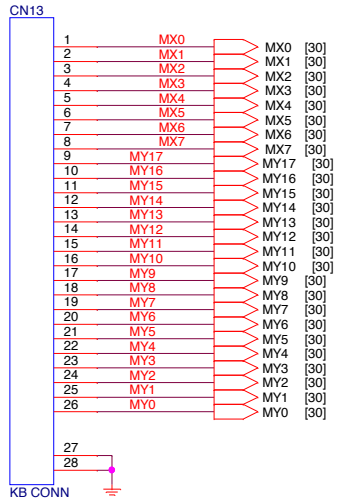 CN13
1 MX0 MX0 [30]
2 MX1 MX1 [30]
3 MX2 MX2 [30]
4 MX3 MX3 [30]
5 MX4 MX4 [30]
6 MX5 MX5 [30]
7 MX6 MX6 [30]
8 MX7 MX7 [30]
9 MY17 MY17 [30]
10 MY16 MY16 [30]
11 MY15 MY15 [30]
12 MY14 MY14 [30]
13 MY13 MY13 [30]
14 MY12 MY12 [30]
15 MY11 MY11 [30]
16 MY10 MY10 [30]
17 MY9 MY9 [30]
18 MY8 MY8 [30]
19 MY7 MY7 [30]
20 MY6 MY6 [30]
21 MY5 MY5 [30]
22 MY4 MY4 [30]
23 MY3 MY3 [30]
24 MY2 MY2 [30]
25 MY1 MY1 [30]
26 MY0 MY0 [30]
27
28
KB CONN